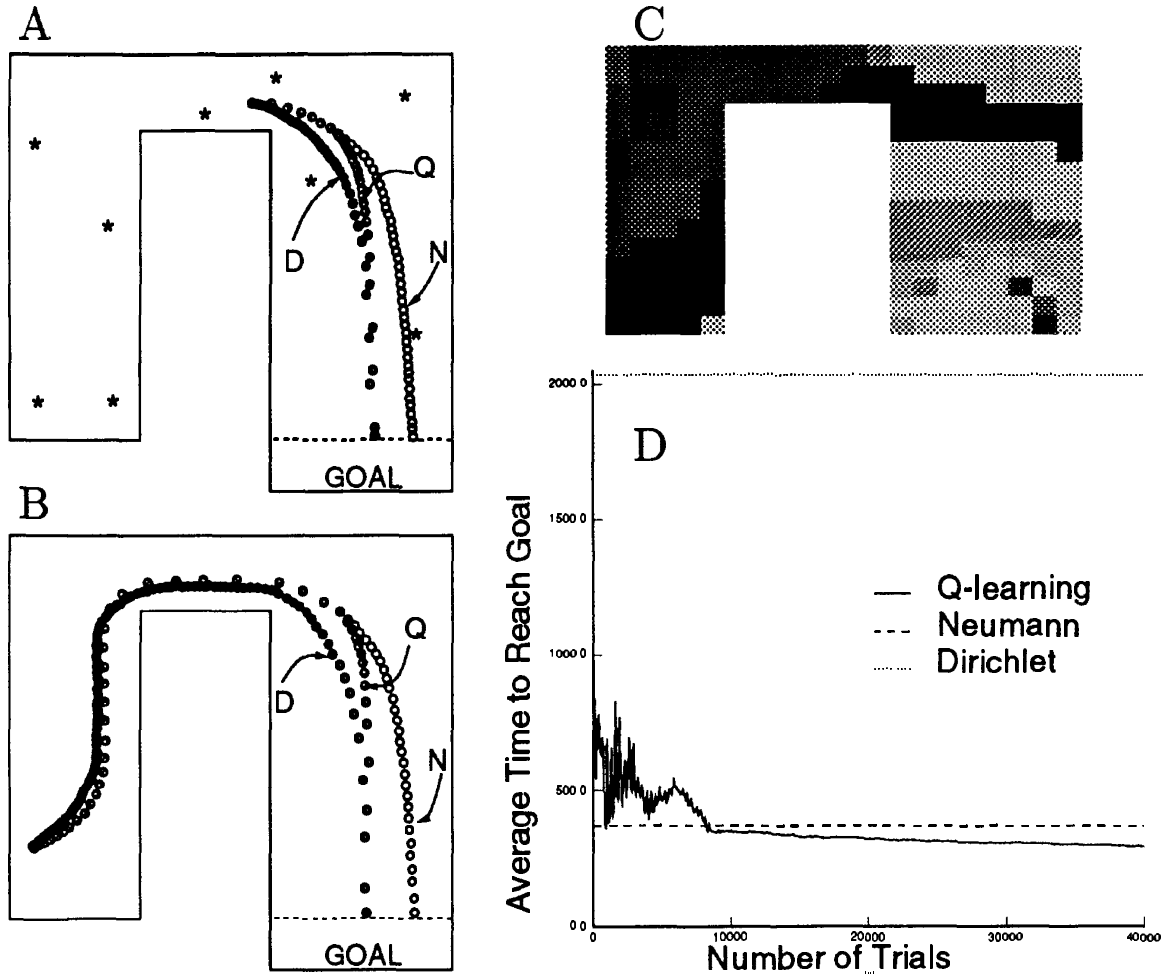 A
Q
D
N
GOAL
B
Q
D
N
GOAL
C
D
Average Time to Reach Goal
2000 0
1500 0
1000 0
500 0
0 0
Q-learning
Neumann
Dirichlet
0
10000
20000
30000
40000
Number of Trials